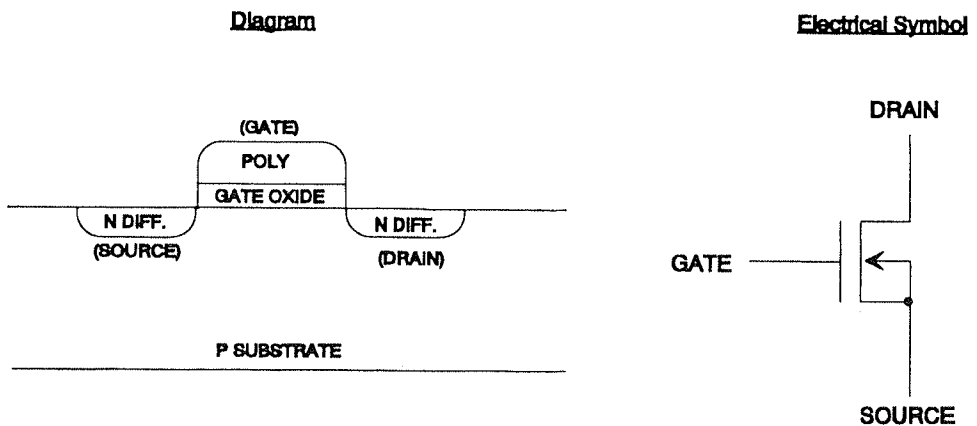 Diagram
Electrical Symbol
DRAIN
(GATE)
POLY
GATE OXIDE
N DIFF.
N DIFF.
(SOURCE)
(DRAIN)
GATE
P SUBSTRATE
SOURCE